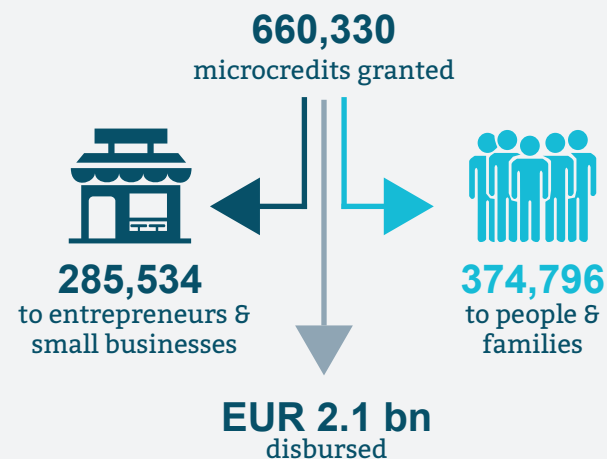 660,330
microcredits granted
285,534
to entrepreneurs &
small businesses
374,796
to people &
families
EUR 2.1 bn
disbursed